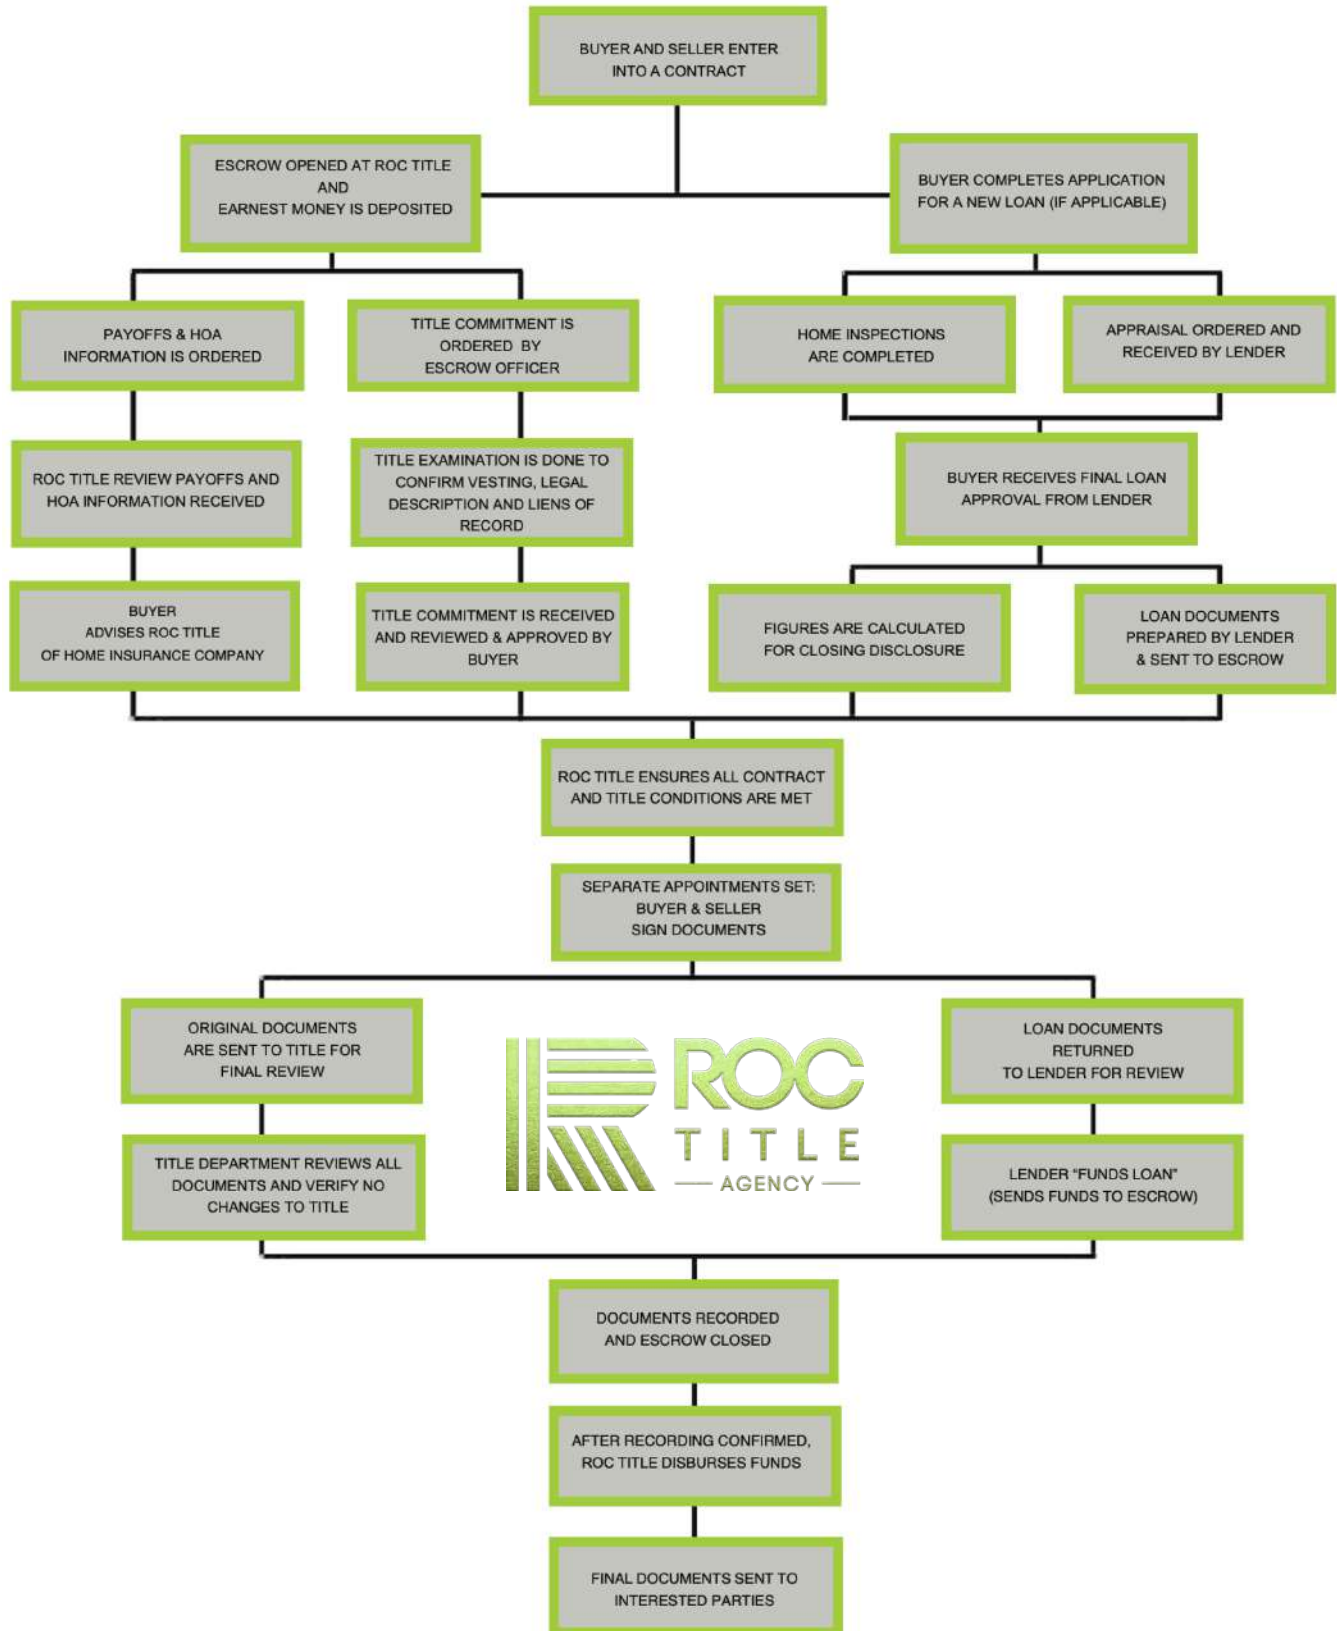 BUYER AND SELLER ENTER
INTO A CONTRACT
ESCROW OPENED AT ROC TITLE
AND
EARNEST MONEY IS DEPOSITED
BUYER COMPLETES APPLICATION
FOR A NEW LOAN (IF APPLICABLE)
PAYOFFS & HOA
INFORMATION IS ORDERED
TITLE COMMITMENT IS
ORDERED BY
ESCROW OFFICER
HOME INSPECTIONS
ARE COMPLETED
APPRAISAL ORDERED AND
RECEIVED BY LENDER
ROC TITLE REVIEW PAYOFFS AND
HOA INFORMATION RECEIVED
TITLE EXAMINATION IS DONE TO
CONFIRM VESTING, LEGAL
DESCRIPTION AND LIENS OF
RECORD
BUYER RECEIVES FINAL LOAN
APPROVAL FROM LENDER
BUYER
ADVISES ROC TITLE
OF HOME INSURANCE COMPANY
TITLE COMMITMENT IS RECEIVED
AND REVIEWED & APPROVED BY
BUYER
FIGURES ARE CALCULATED
FOR CLOSING DISCLOSURE
LOAN DOCUMENTS
PREPARED BY LENDER
& SENT TO ESCROW
ROC TITLE ENSURES ALL CONTRACT
AND TITLE CONDITIONS ARE MET
SEPARATE APPOINTMENTS SET:
BUYER & SELLER
SIGN DOCUMENTS
ORIGINAL DOCUMENTS
ARE SENT TO TITLE FOR
FINAL REVIEW
ROC
TITLE
AGENCY
LOAN DOCUMENTS
RETURNED
TO LENDER FOR REVIEW
TITLE DEPARTMENT REVIEWS ALL
DOCUMENTS AND VERIFY NO
CHANGES TO TITLE
LENDER “FUNDS LOAN”
(SENDS FUNDS TO ESCROW)
DOCUMENTS RECORDED
AND ESCROW CLOSED
AFTER RECORDING CONFIRMED,
ROC TITLE DISBURSES FUNDS
FINAL DOCUMENTS SENT TO
INTERESTED PARTIES